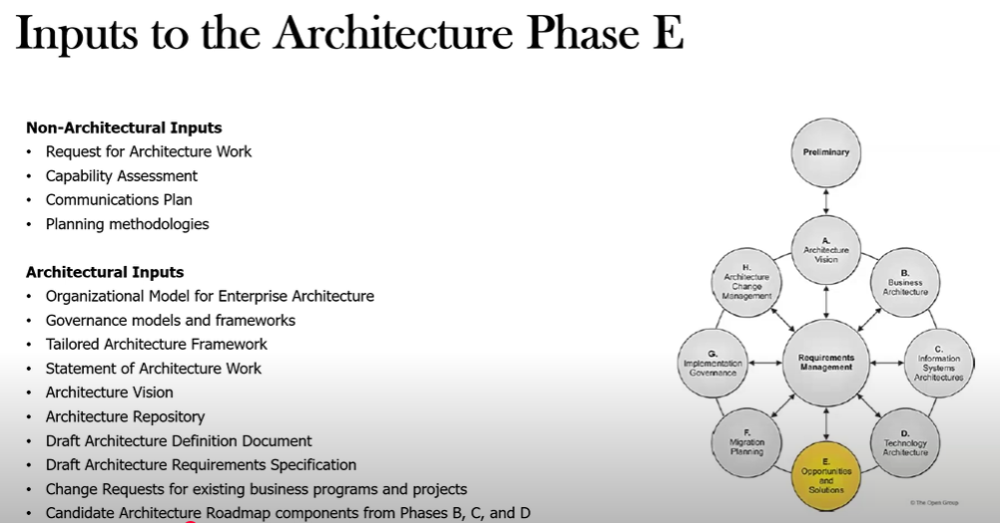 Inputs to the Architecture Phase E
Non-Architectural Inputs
• Request for Architecture Work
• Capability Assessment
• Communications Plan
• Planning methodologies
Architectural Inputs
• Organizational Model for Enterprise Architecture
• Governance models and frameworks
• Tailored Architecture Framework
• Statement of Architecture Work
• Architecture Vision
• Architecture Repository
• Draft Architecture Definition Document
• Draft Architecture Requirements Specification
• Change Requests for existing business programs and projects
• Candidate Architecture Roadmap components from Phases B, C, and D
Preliminary
A.
Architecture
Vision
B.
Business
Architecture
C.
Information
Systems
Architectures
D.
Technology
Architecture
E.
Opportunities
and
Solutions
F.
Migration
Planning
G.
Implementation
Governance
H.
Architecture
Change
Management
Requirements
Management
© The Open Group